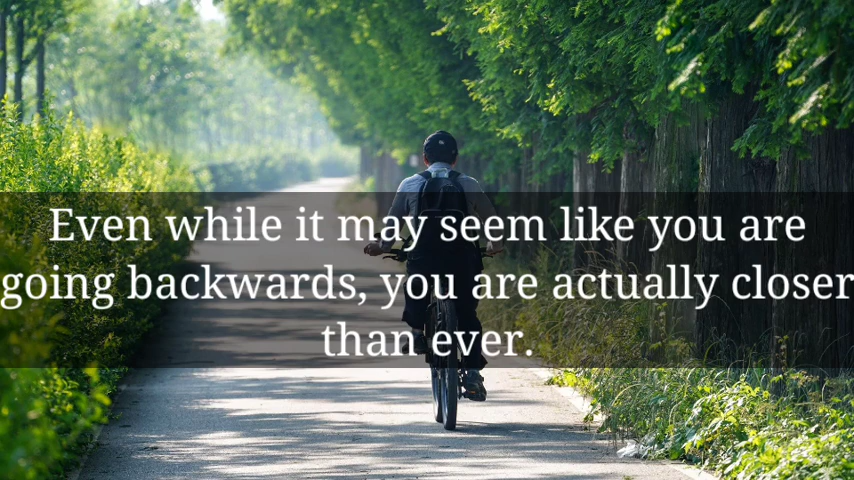 Even while it may seem like you are
going backwards, you are actually closer
than ever.